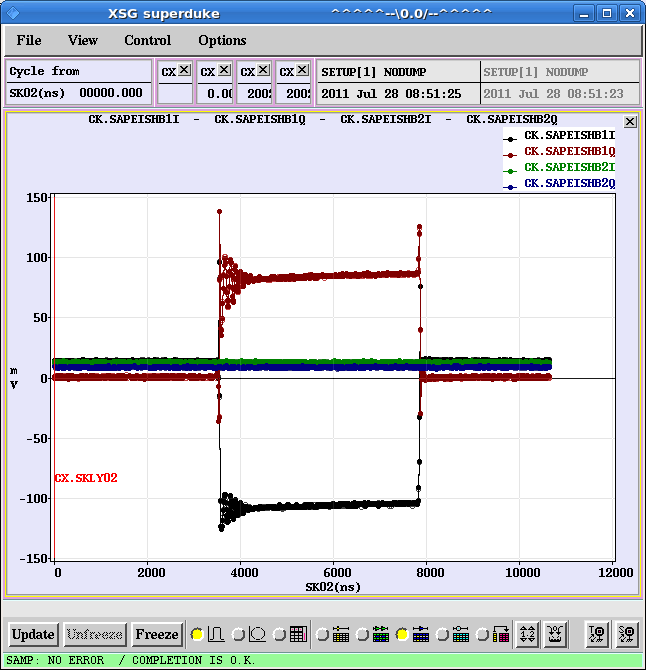 XSG superduke ^^^^^--\0.0/--^^^^^
File View Control Options
Cycle from CX CX CX CX SETUP[1] NODUMP SETUP[1] NODUMP
SK02(ns) 00000.000 0.00 2002 2002 2011 Jul 28 08:51:25 2011 Jul 28 08:51:23
CK.SAPEISHB1I - CK.SAPEISHB1Q - CK.SAPEISHB2I - CK.SAPEISHB2Q
CK.SAPEISHB1I
CK.SAPEISHB1Q
CK.SAPEISHB2I
CK.SAPEISHB2Q
150
100
50
mV
0
-50
CX.SKLY02
-100
-150
0 2000 4000 6000 8000 10000 12000
SK02(ns)
Update Unfreeze Freeze
SAMP: NO ERROR / COMPLETION IS O.K.